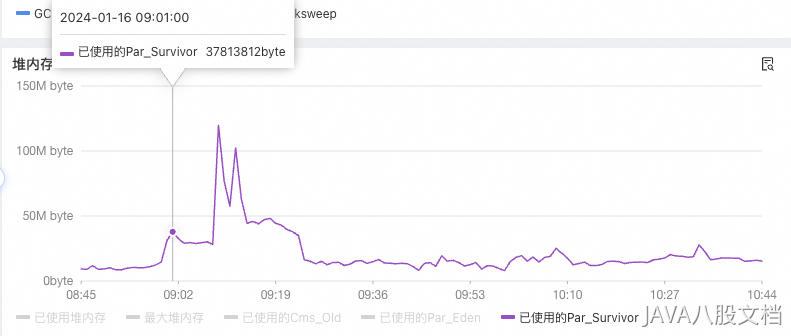 GC
ksweep
2024-01-16 09:01:00
已使用的Par_Survivor 37813812byte
堆内存
150M byte
100M byte
50M byte
0byte
08:45 09:02 09:19 09:36 09:53 10:10 10:27 10:44
已使用堆内存 最大堆内存 已使用的Cms_Old 已使用的Par_Eden 已使用的Par_Survivor
JAVA八股文档